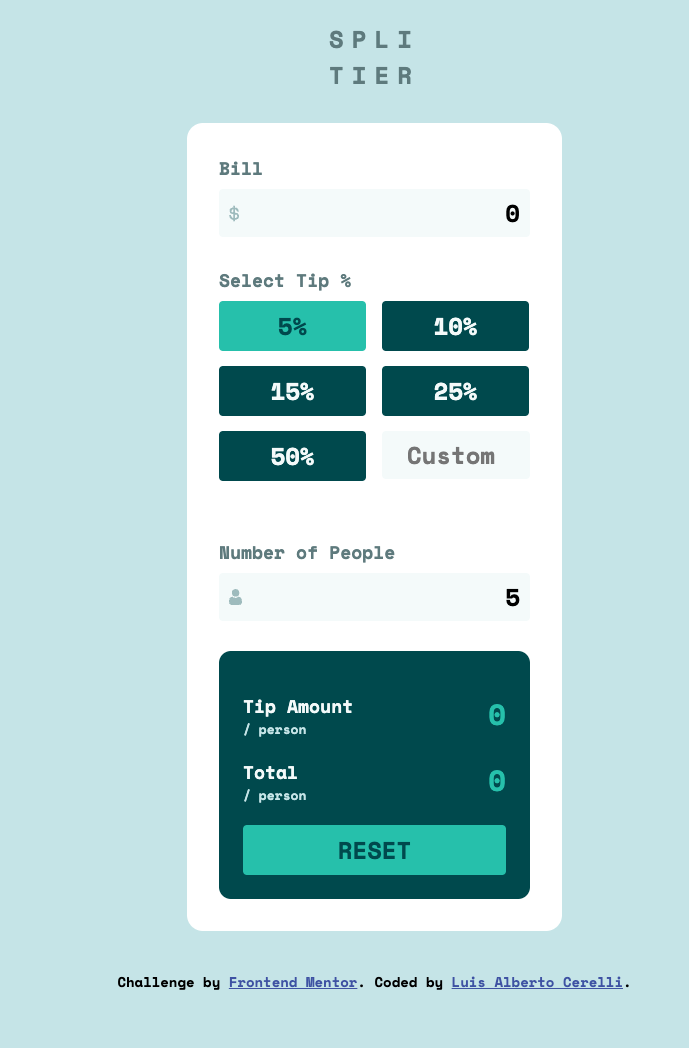 SPLI
TIER
Bill
$ 0
Select Tip %
5% 10%
15% 25%
50% Custom
Number of People
5
Tip Amount
/ person
0
Total
/ person
0
RESET
Challenge by Frontend Mentor. Coded by Luis Alberto Cerelli.